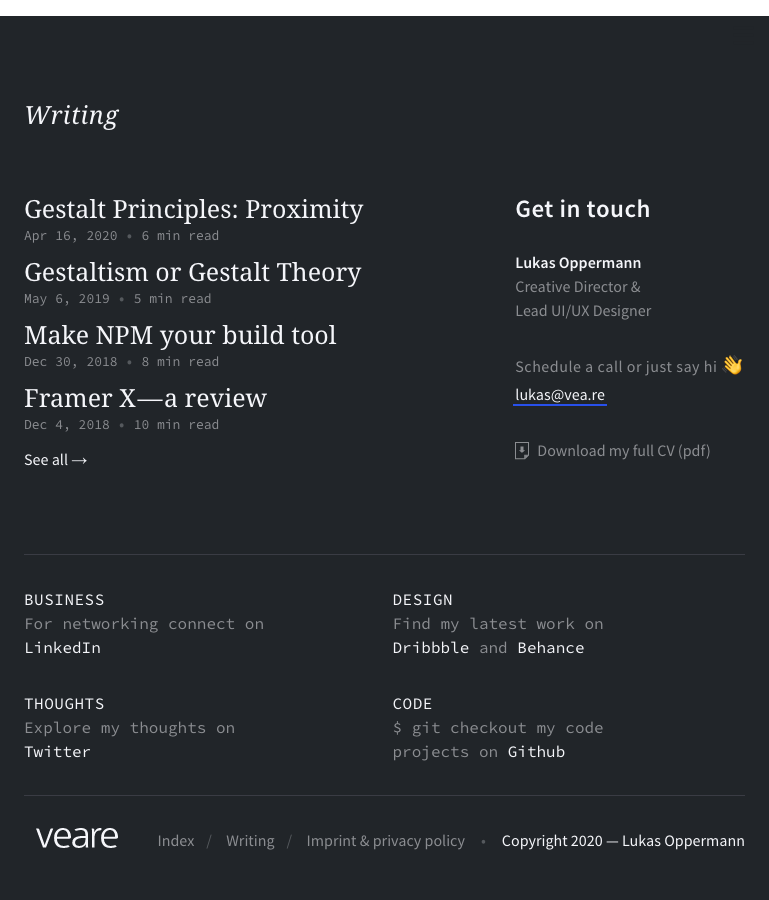 Writing
Gestalt Principles: Proximity
Apr 16, 2020 • 6 min read
Gestaltism or Gestalt Theory
May 6, 2019 • 5 min read
Make NPM your build tool
Dec 30, 2018 • 8 min read
Framer X—a review
Dec 4, 2018 • 10 min read
See all →
Get in touch
Lukas Oppermann
Creative Director &
Lead UI/UX Designer
Schedule a call or just say hi 👋
lukas@vea.re
Download my full CV (pdf)
BUSINESS
For networking connect on
LinkedIn
DESIGN
Find my latest work on
Dribbble and Behance
THOUGHTS
Explore my thoughts on
Twitter
CODE
$ git checkout my code
projects on Github
veare
Index / Writing / Imprint & privacy policy • Copyright 2020 — Lukas Oppermann